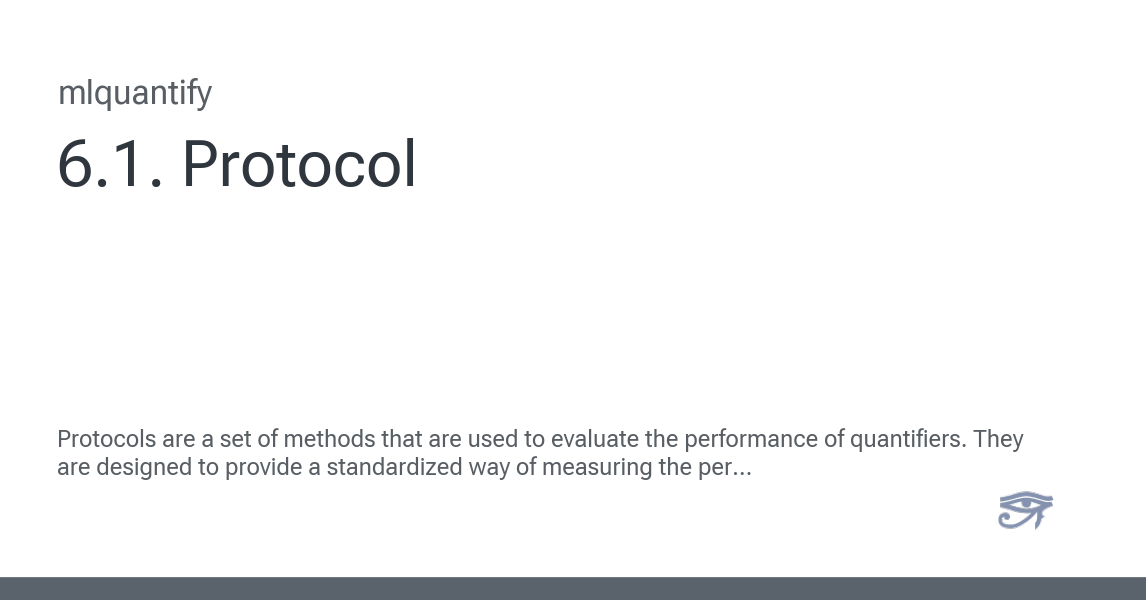 mlquantify
6.1. Protocol
Protocols are a set of methods that are used to evaluate the performance of quantifiers. They
are designed to provide a standardized way of measuring the per...